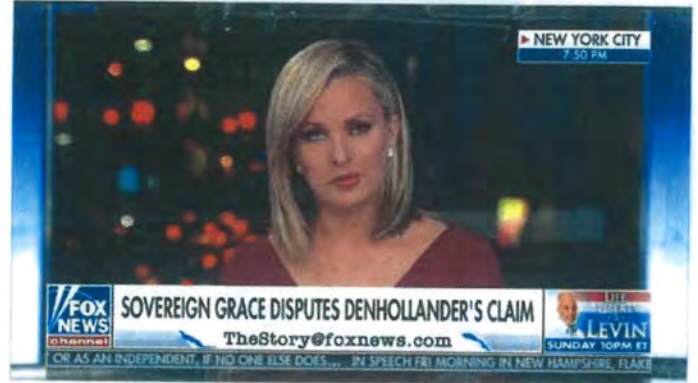 NEW YORK CITY
7:50 PM
FOX
NEWS
channel
SOVEREIGN GRACE DISPUTES DENHOLLANDER'S CLAIM
TheStory@foxnews.com
LIFE
LIBERTY
LEVIN
SUNDAY 10PM ET
OR AS AN INDEPENDENT, IF NO ONE ELSE DOES... IN SPEECH FRI MORNING IN NEW HAMPSHIRE, FLAKE